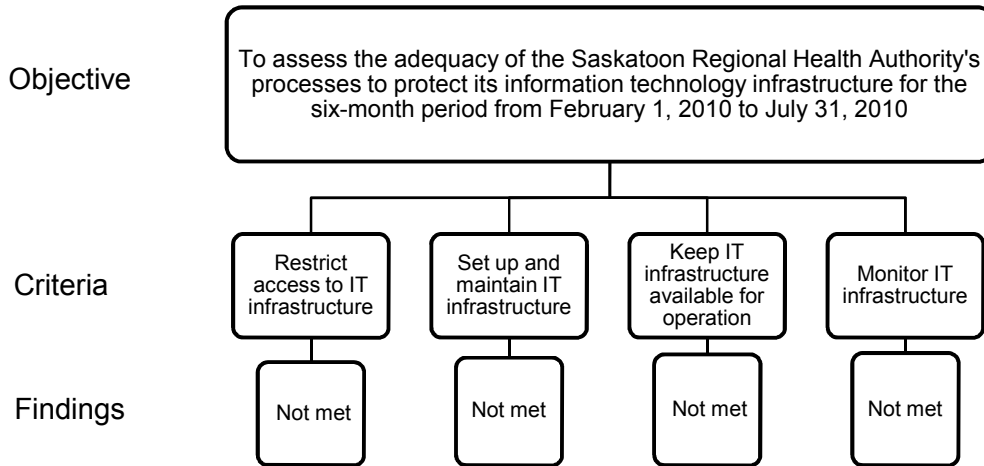 Objective
To assess the adequacy of the Saskatoon Regional Health Authority's
processes to protect its information technology infrastructure for the
six-month period from February 1, 2010 to July 31, 2010
Criteria
Restrict
access to IT
infrastructure
Set up and
maintain IT
infrastructure
Keep IT
infrastructure
available for
operation
Monitor IT
infrastructure
Findings
Not met
Not met
Not met
Not met